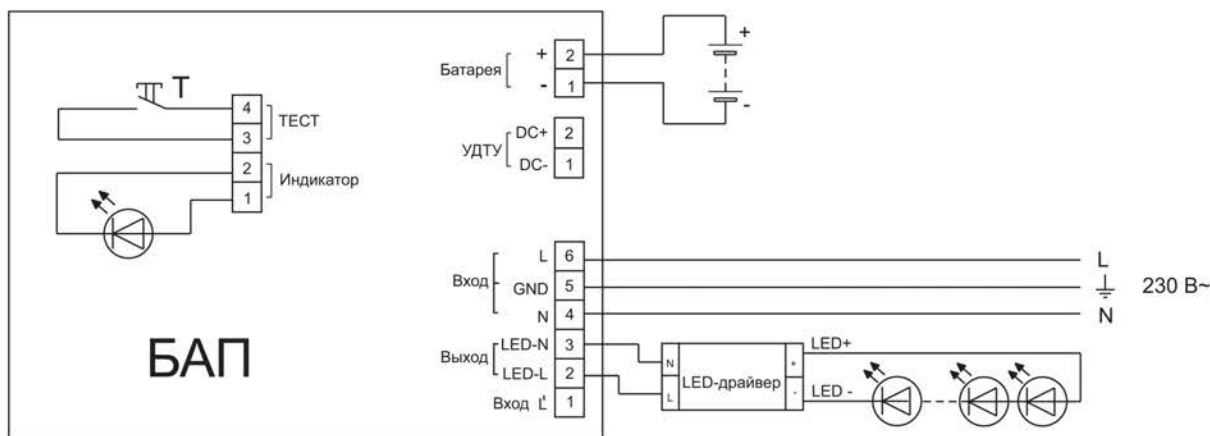 Т
4
3
2
1
ТЕСТ
Индикатор
БАП
Батарея
+ 2
- 1
+
-
УДТУ
DC+ 2
DC- 1
Вход
L 6
GND 5
N 4
Выход
LED-N 3
LED-L 2
Вход L' 1
L
N
230 В~
N
L
LED-драйвер
+
-
LED+
LED -